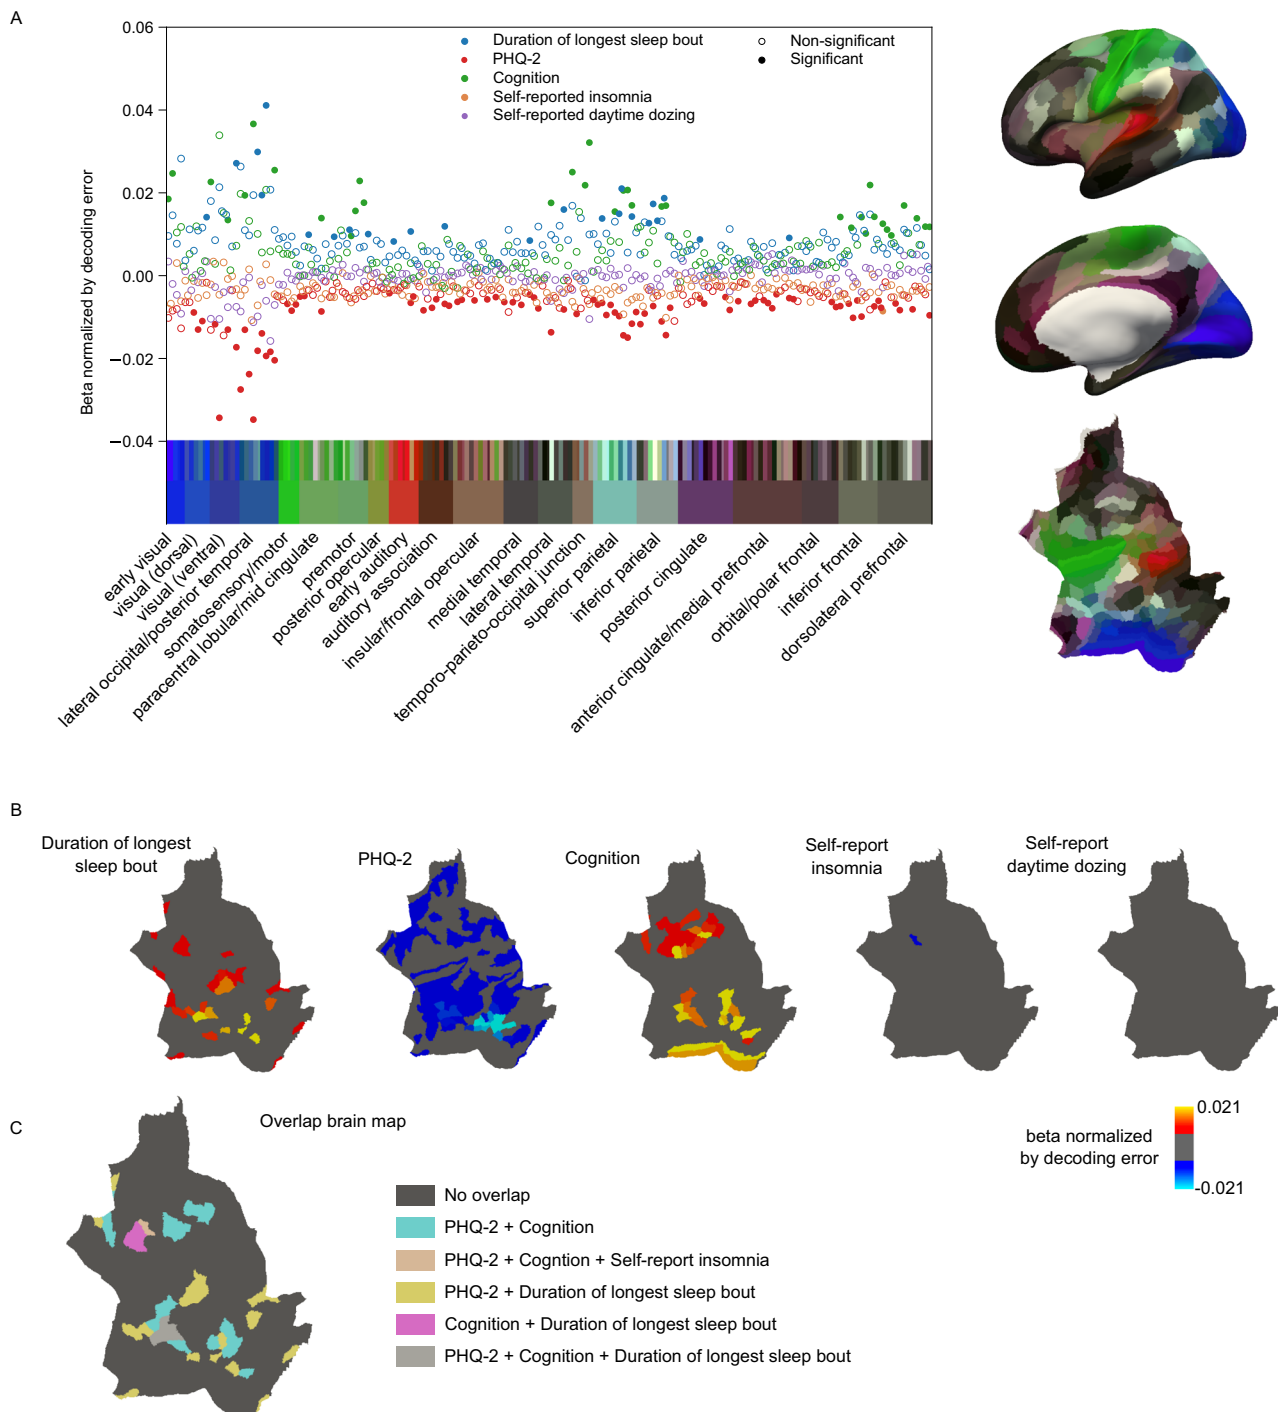 A
0.06
0.04
0.02
0.00
−0.02
−0.04
Beta normalized by decoding error
Duration of longest sleep bout
PHQ-2
Cognition
Self-reported insomnia
Self-reported daytime dozing
Non-significant
Significant
early visual
visual (dorsal)
visual (ventral)
lateral occipital/posterior temporal
somatosensory/motor
paracentral lobular/mid cingulate
premotor
posterior opercular
early auditory
auditory association
insular/frontal opercular
medial temporal
lateral temporal
temporo-parieto-occipital junction
superior parietal
inferior parietal
posterior cingulate
anterior cingulate/medial prefrontal
orbital/polar frontal
inferior frontal
dorsolateral prefrontal
B
Duration of longest
sleep bout
PHQ-2
Cognition
Self-report
insomnia
Self-report
daytime dozing
0.021
beta normalized
by decoding error
-0.021
C
Overlap brain map
No overlap
PHQ-2 + Cognition
PHQ-2 + Cogntion + Self-report insomnia
PHQ-2 + Duration of longest sleep bout
Cognition + Duration of longest sleep bout
PHQ-2 + Cognition + Duration of longest sleep bout